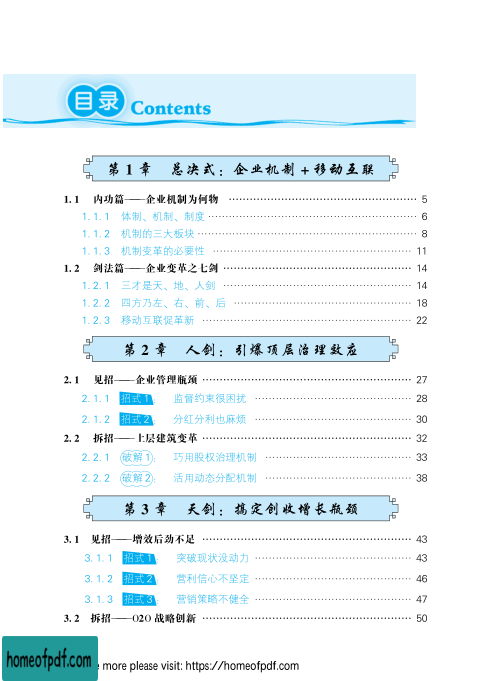 目录 Contents
第 1 章 总决式：企业机制 + 移动互联
1.1 内功篇——企业机制为何物 5
1.1.1 体制、机制、制度 6
1.1.2 机制的三大板块 8
1.1.3 机制变革的必要性 11
1.2 剑法篇——企业变革之七剑 14
1.2.1 三才是天、地、人剑 14
1.2.2 四方乃左、右、前、后 18
1.2.3 移动互联促革新 22
第 2 章 人剑：引爆顶层治理效应
2.1 见招——企业管理瓶颈 27
2.1.1 招式 1： 监督约束很困扰 28
2.1.2 招式 2： 分红分利也麻烦 30
2.2 拆招——上层建筑变革 32
2.2.1 破解 1： 巧用股权治理机制 33
2.2.2 破解 2： 活用动态分配机制 38
第 3 章 天剑：搞定创收增长瓶颈
3.1 见招——增效后劲不足 43
3.1.1 招式 1： 突破现状没动力 43
3.1.2 招式 2： 营利信心不坚定 46
3.1.3 招式 3： 营销策略不健全 47
3.2 拆招——O2O 战略创新 50
homeofpdf.com
more please visit: https://homeofpdf.com